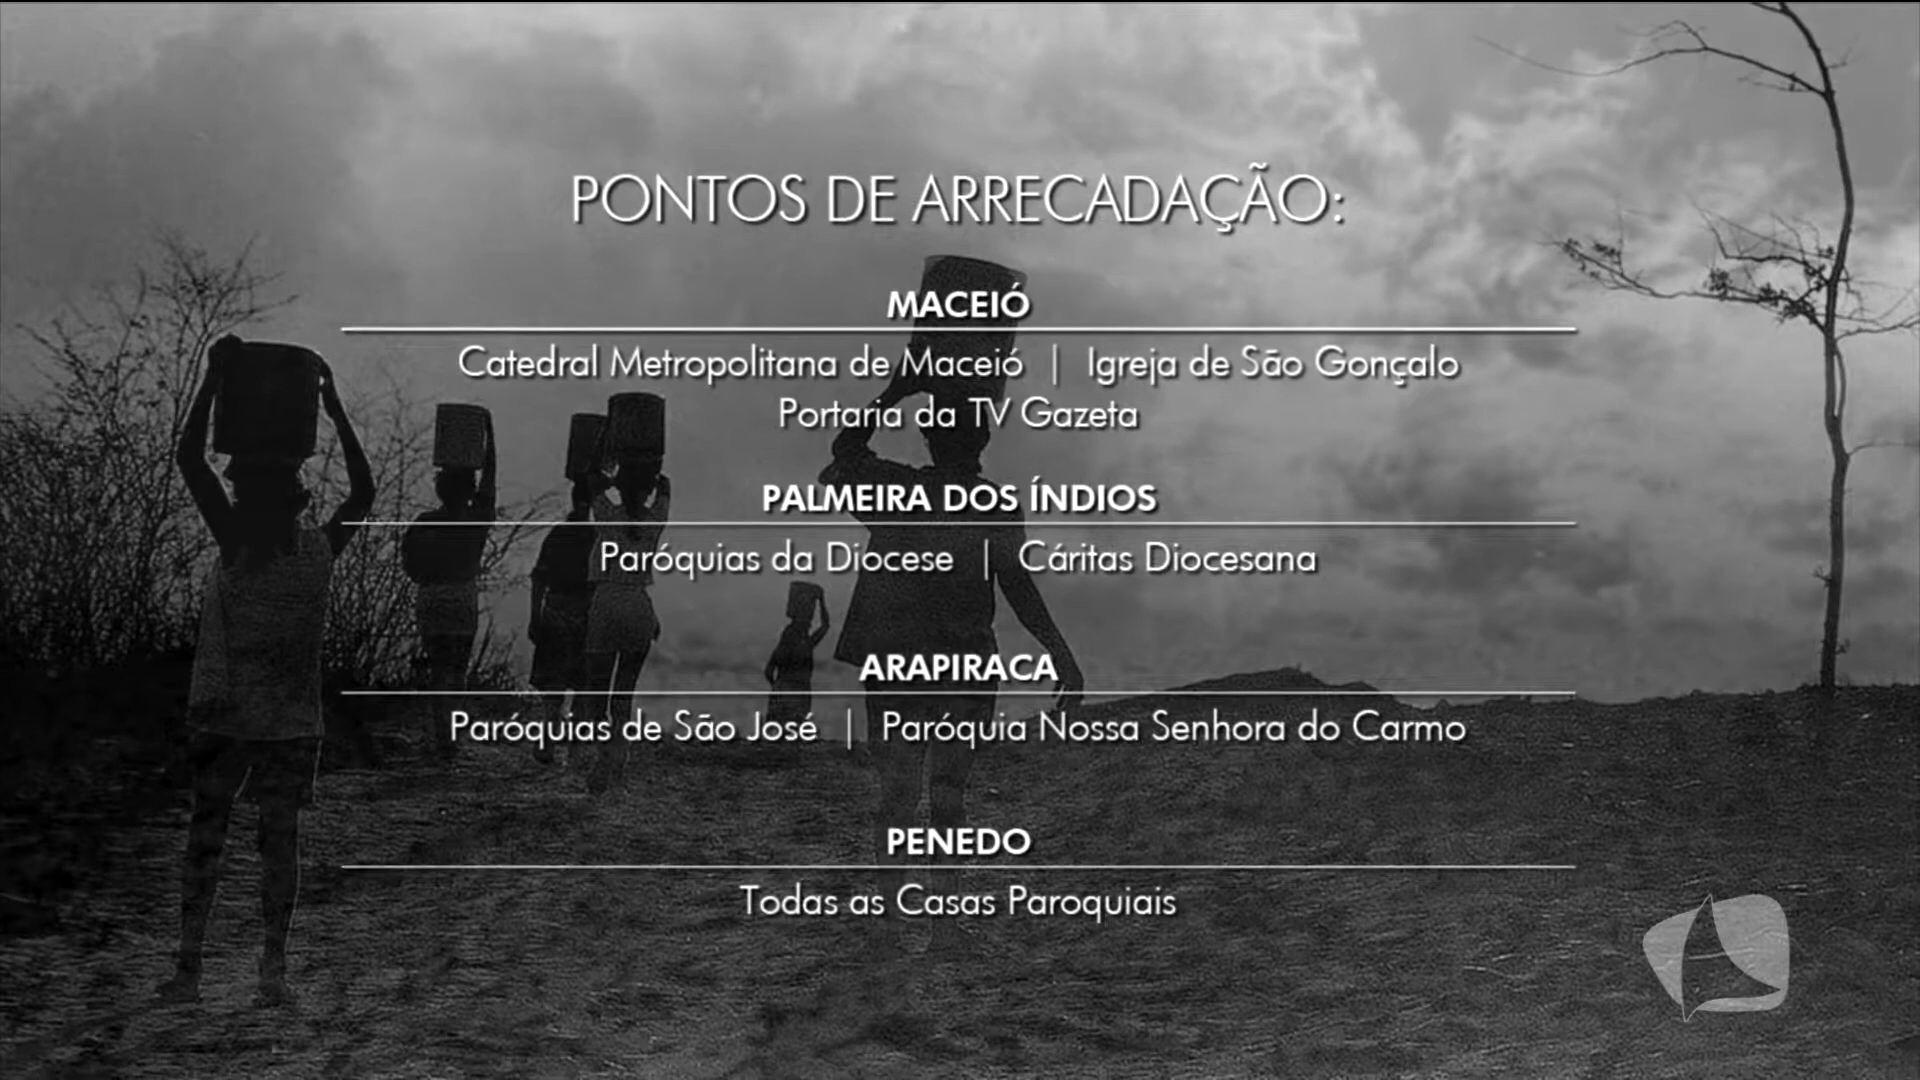 PONTOS DE ARRECADAÇÃO:
MACEIÓ
Catedral Metropolitana de Maceió | Igreja de São Gonçalo
Portaria da TV Gazeta
PALMEIRA DOS ÍNDIOS
Paróquias da Diocese | Cáritas Diocesana
ARAPIRACA
Paróquias de São José | Paróquia Nossa Senhora do Carmo
PENEDO
Todas as Casas Paroquiais